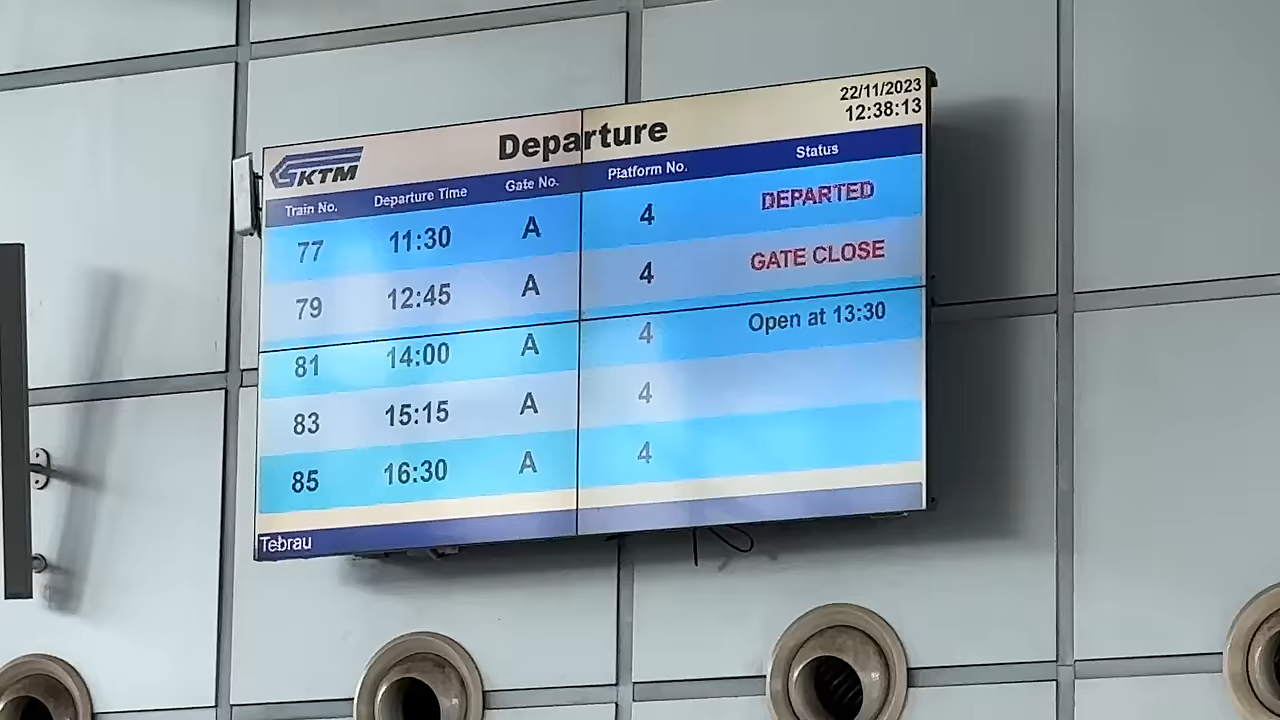 22/11/2023
12:38:13
KTM Departure
Train No. Departure Time Gate No. Platform No. Status
77 11:30 A 4 DEPARTED
79 12:45 A 4 GATE CLOSE
81 14:00 A 4 Open at 13:30
83 15:15 A 4
85 16:30 A 4
Tebrau